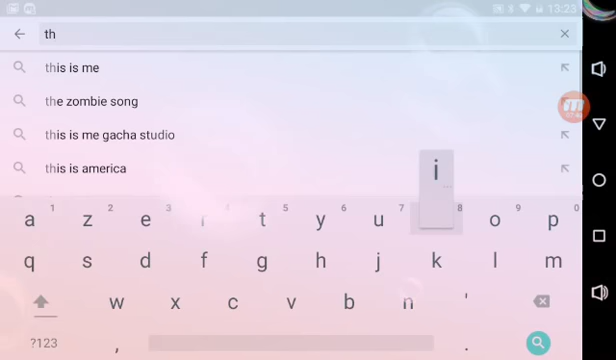 13:23
th
this is me
the zombie song
this is me gacha studio
this is america
i
1 2 3 4 5 6 7 8 9 0
a z e r t y u o p
q s d f g h j k l m
w x c v b n '
?123 , .